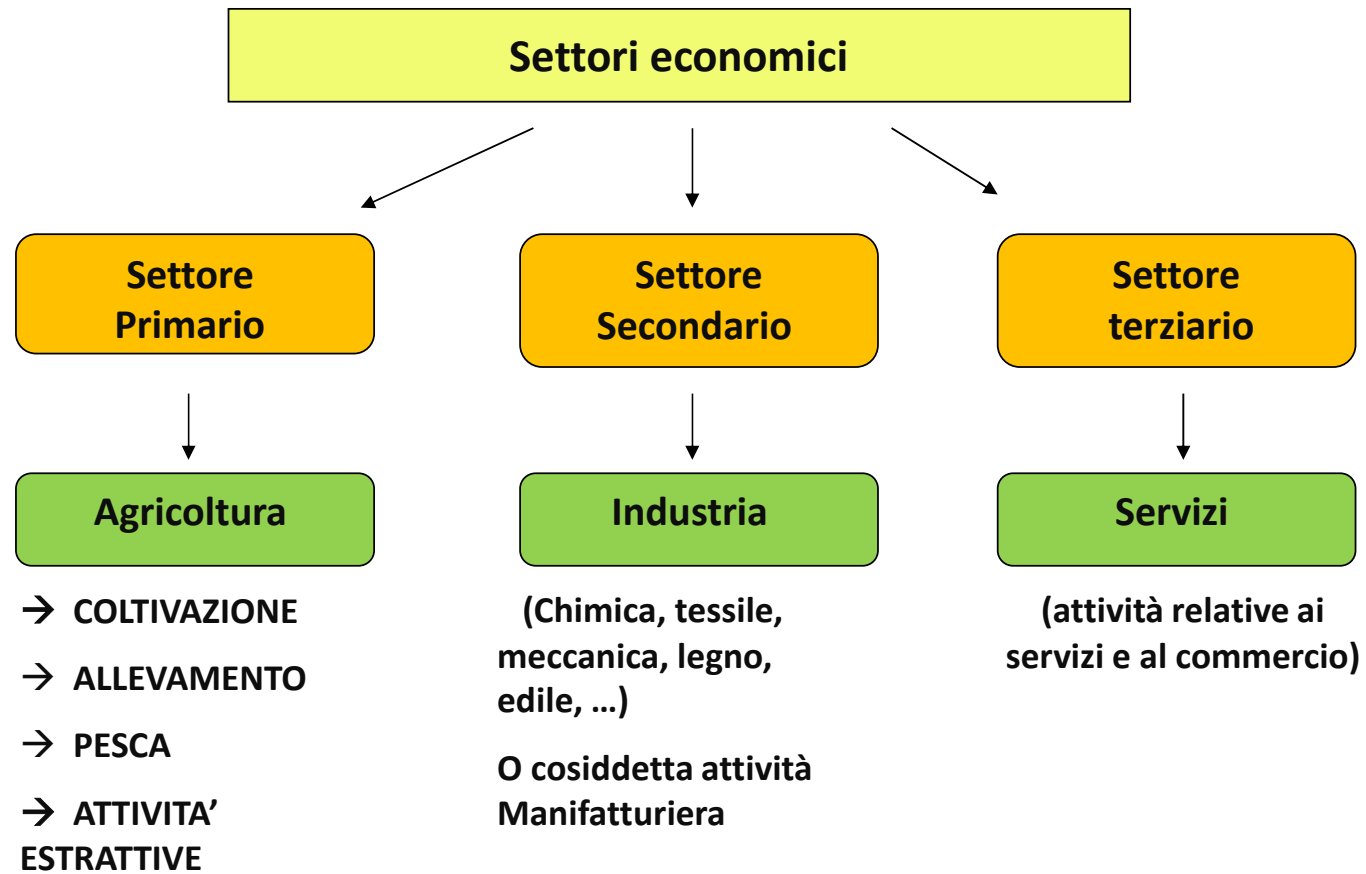 Settori economici
Settore
Primario
Settore
Secondario
Settore
terziario
Agricoltura
Industria
Servizi
→ COLTIVAZIONE
→ ALLEVAMENTO
→ PESCA
→ ATTIVITA’
ESTRATTIVE
(Chimica, tessile,
meccanica, legno,
edile, …)
O cosiddetta attività
Manifatturiera
(attività relative ai
servizi e al commercio)